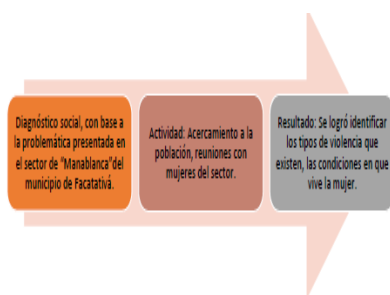 Diagnóstico social, con base a
la problemática presentada en
el sector de “Manablanca”del
municipio de Facatativá.
Actividad: Acercamiento a la
población, reuniones con
mujeres del sector.
Resultado: Se logró identificar
los tipos de violencia que
existen, las condiciones en que
vive la mujer.